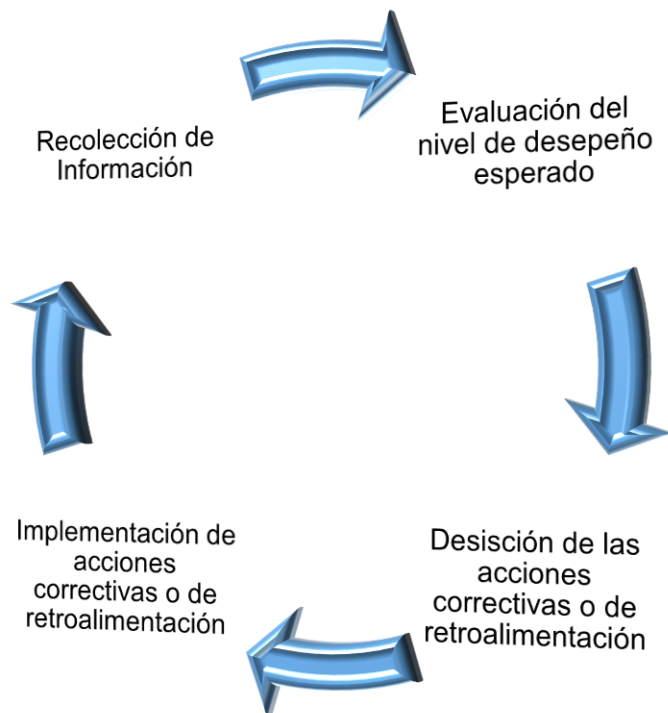 Recolección de
Información
Evaluación del
nivel de desepeño
esperado
Desisción de las
acciones
correctivas o de
retroalimentación
Implementación de
acciones
correctivas o de
retroalimentación